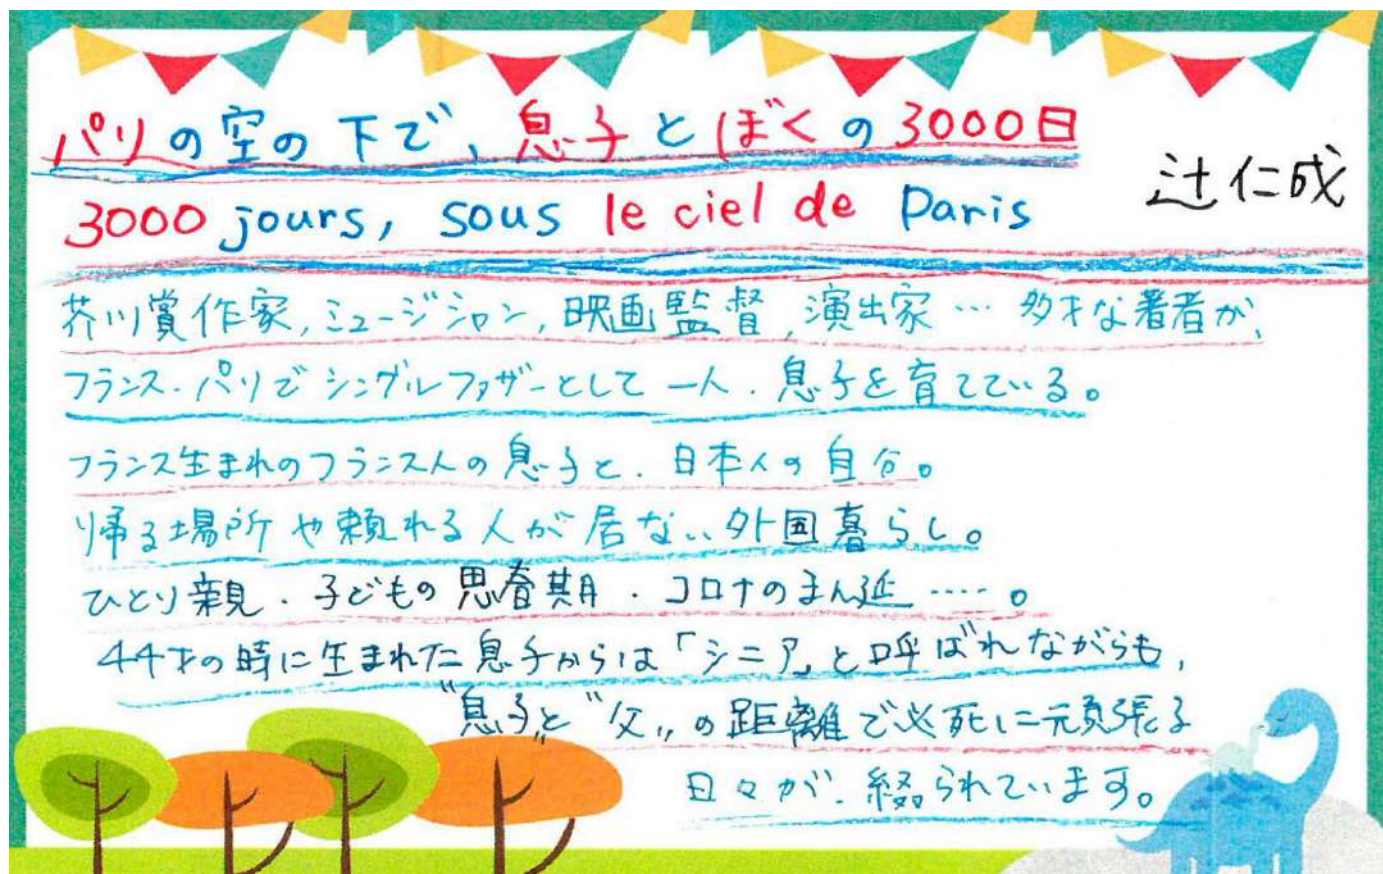 パリの空の下で、息子とぼくの3000日
辻仁成
3000 jours, sous le ciel de Paris
芥川賞作家,ミュージシャン,映画監督,演出家…多才な著者が、
フランス・パリでシングルファザーとして一人、息子を育てている。
フランス生まれのフランス人の息子と、日本人の自分。
帰る場所や頼れる人が居ない外国暮らし。
ひとり親・子どもの思春期・コロナのまん延……。
44才の時に生まれた息子からは「シニア」と呼ばれながらも、
"息子"と"父"の距離で必死に頑張る
日々が、綴られています。